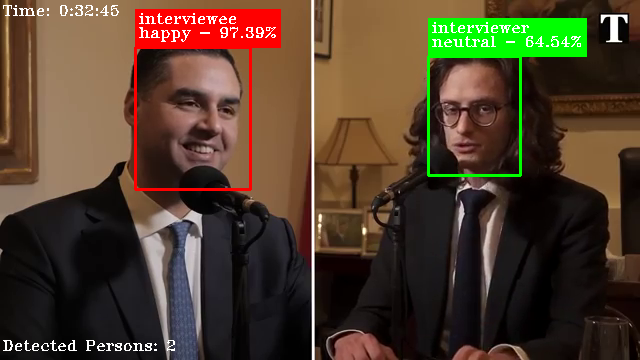 Time: 0:32:45
interviewee
happy - 97.39%
interviewer
neutral - 64.54%
T
Detected Persons: 2